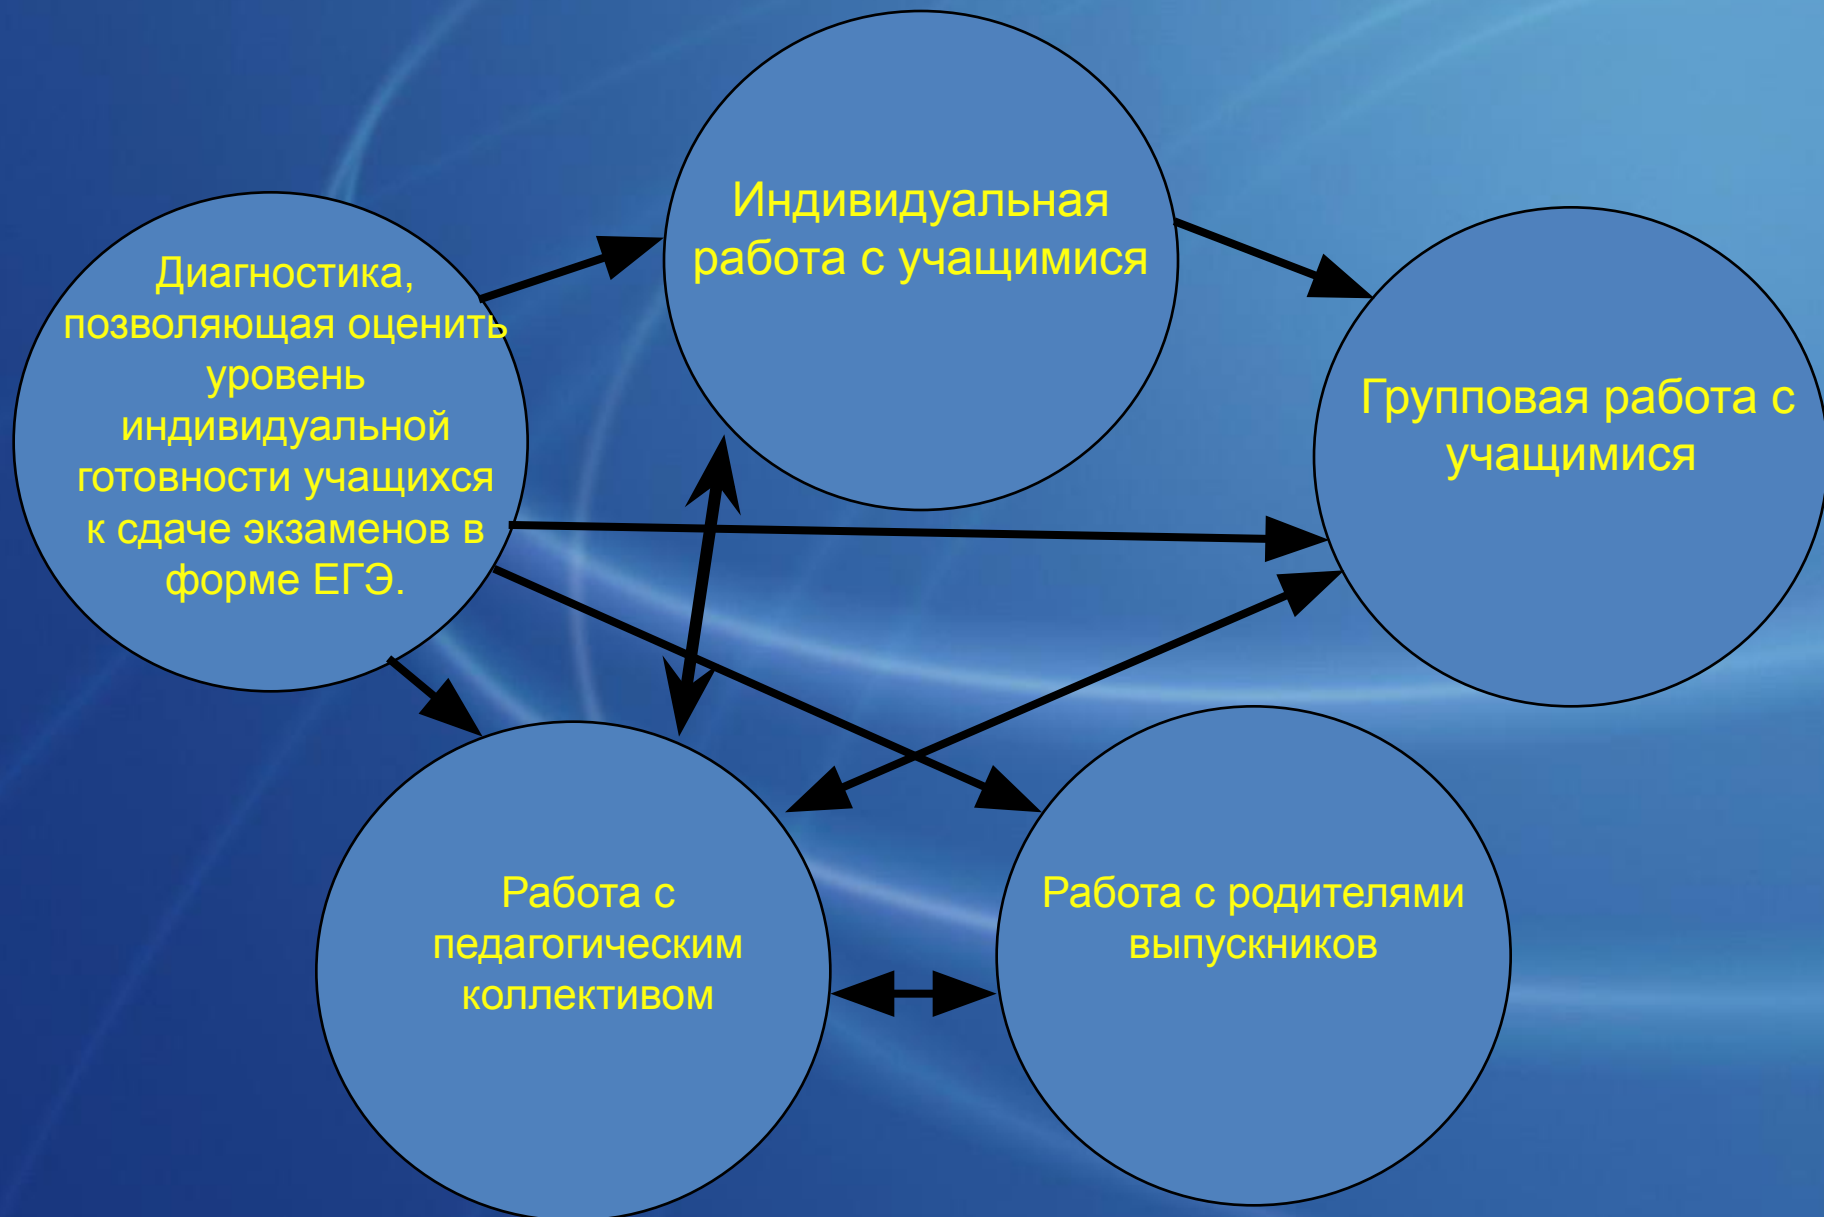 Диагностика,
позволяющая оценить
уровень
индивидуальной
готовности учащихся
к сдаче экзаменов в
форме ЕГЭ.
Индивидуальная
работа с учащимися
Групповая работа с
учащимися
Работа с
педагогическим
коллективом
Работа с родителями
выпускников